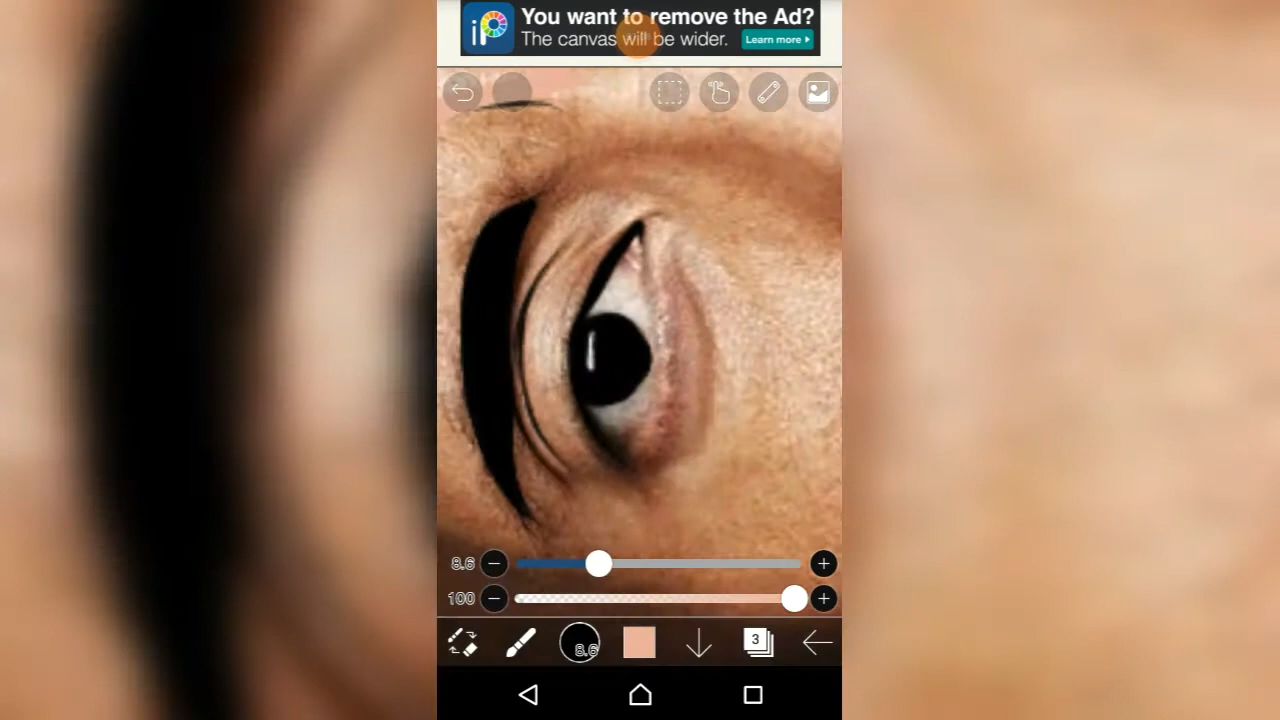 iP
You want to remove the Ad?
The canvas will be wider.
Learn more
8.6
100
8.6
3